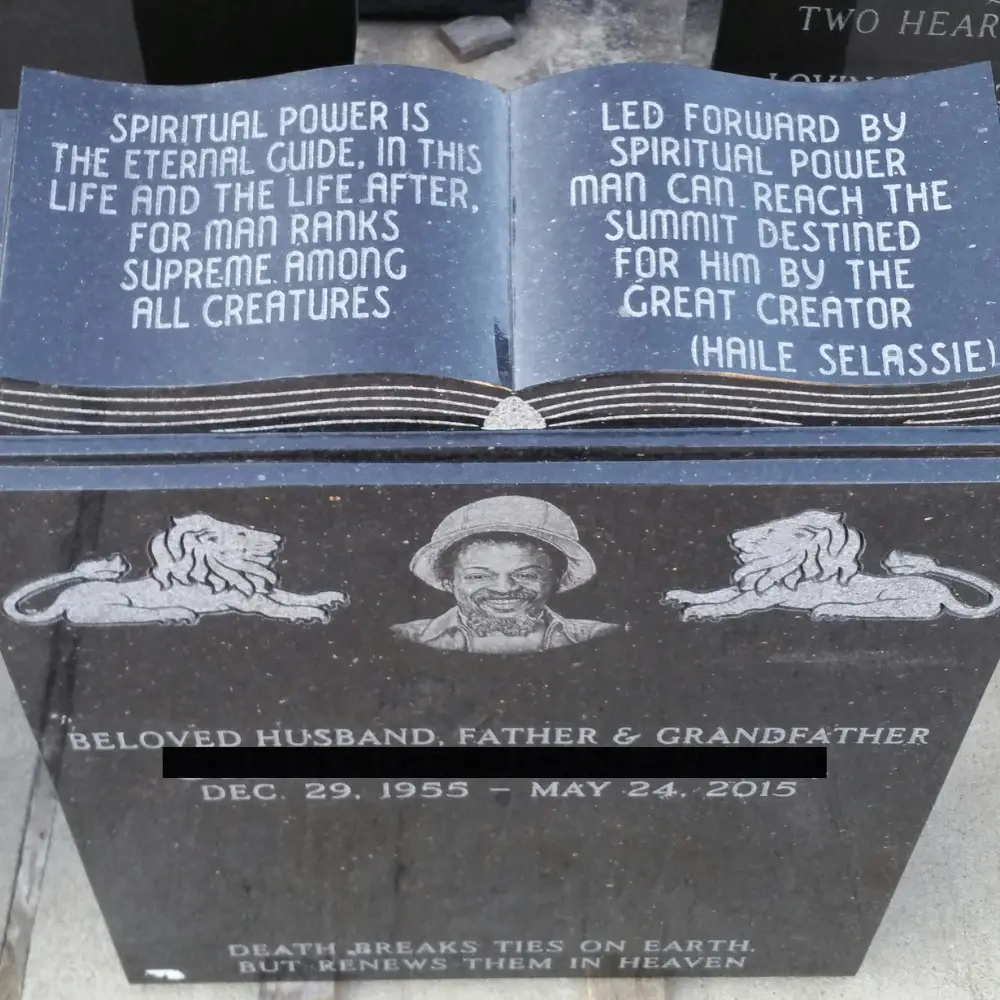 TWO HEAR
LOVING
SPIRITUAL POWER IS
THE ETERNAL GUIDE, IN THIS
LIFE AND THE LIFE AFTER,
FOR MAN RANKS
SUPREME AMONG
ALL CREATURES
LED FORWARD BY
SPIRITUAL POWER
MAN CAN REACH THE
SUMMIT DESTINED
FOR HIM BY THE
GREAT CREATOR
(HAILE SELASSIE)
BELOVED HUSBAND, FATHER & GRANDFATHER
DEC. 29, 1955 – MAY 24, 2015
DEATH BREAKS TIES ON EARTH.
BUT RENEWS THEM IN HEAVEN